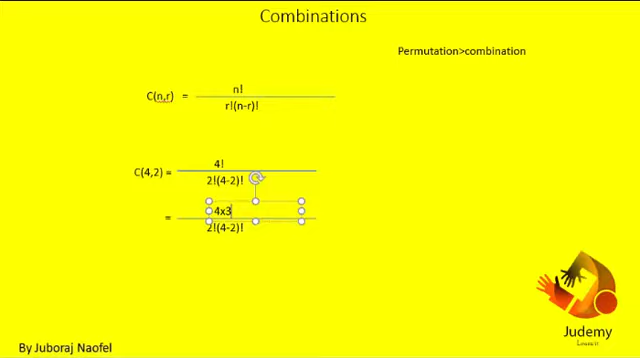 Combinations
Permutation>combination
C(n,r) =
n!
r!(n-r)!
C(4,2) =
4!
2!(4-2)!
=
4x3
2!(4-2)!
Judemy
By Juboraj Naofel